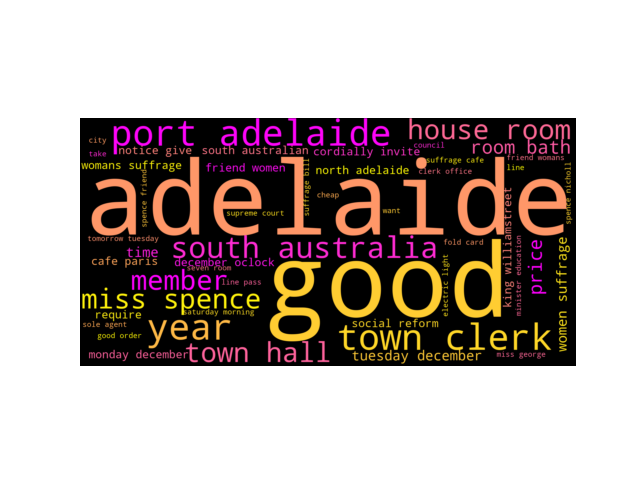 port adelaide
house room
city
take
notice give
south australian
cordially invite
council
room bath
womans suffrage
friend women
north adelaide
suffrage cafe
clerk office
friend womans
line
adelaide
spence friend
suffrage bill
cheap
want
supreme court
spence nicholl
king williamstreet
tomorrow tuesday
time
south australia
fold card
cafe paris
december oclock
seven room
member
line pass
good
electric light
minister education
price
women suffrage
miss spence
require
saturday morning
sole agent
year
social reform
good order
town clerk
monday december
town hall
tuesday december
miss george